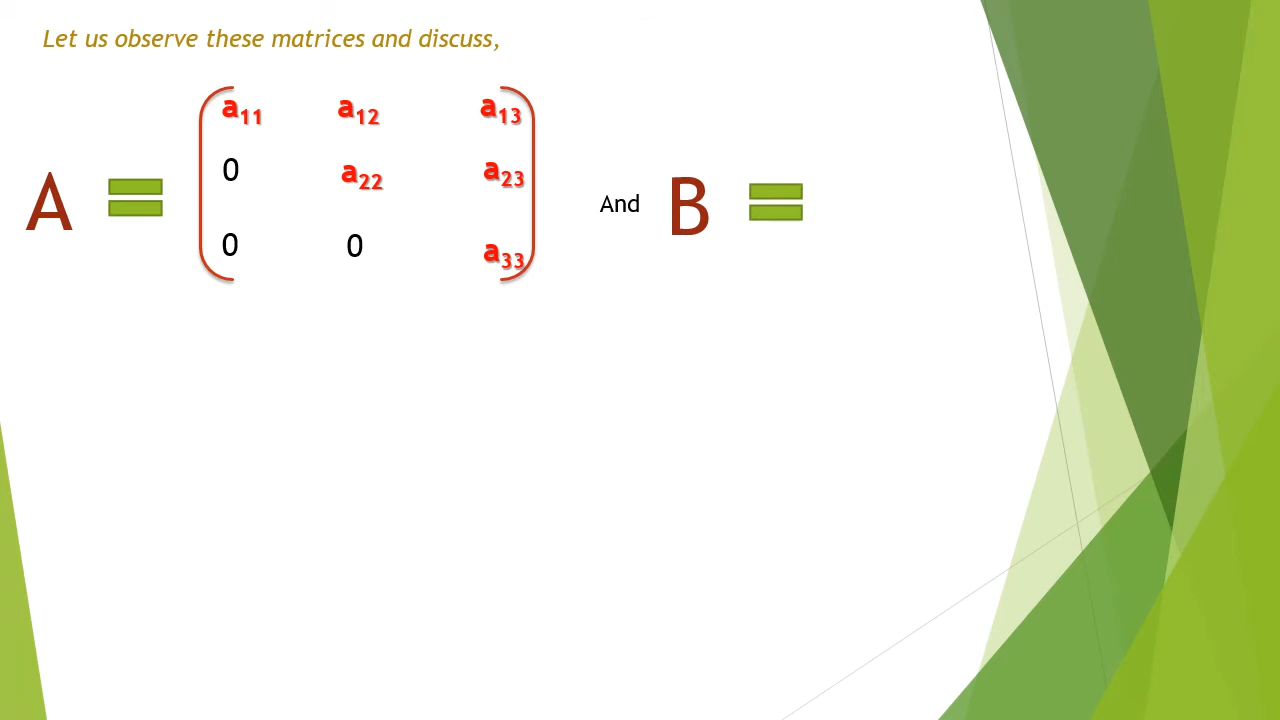 Let us observe these matrices and discuss,
A = ( a₁₁ a₁₂ a₁₃
0 a₂₂ a₂₃
0 0 a₃₃ ) And B =